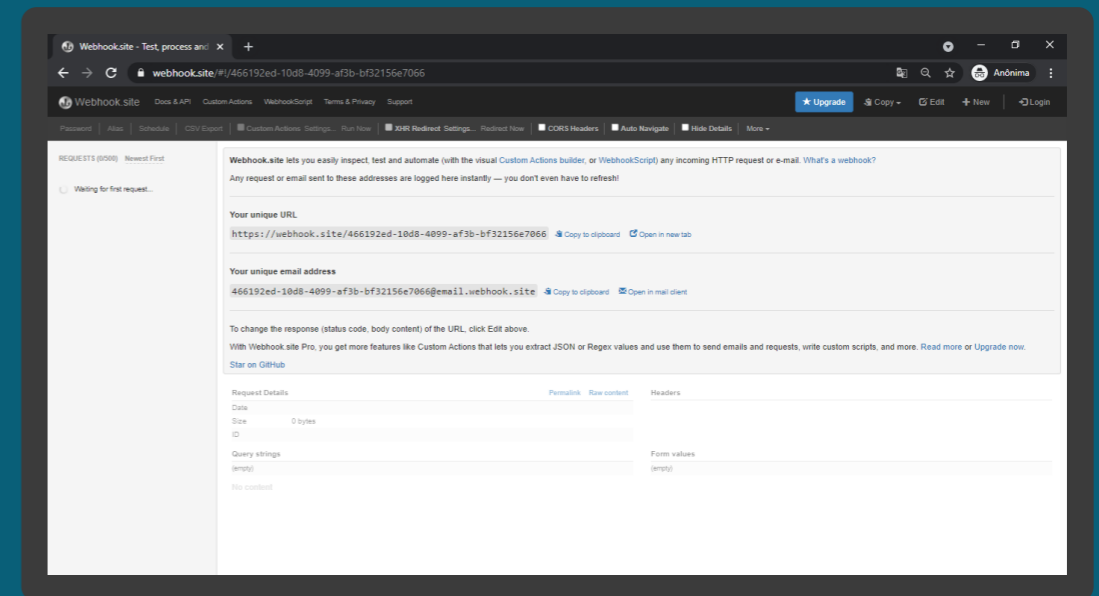 Webhook.site - Test, process and
webhook.site/#!/466192ed-10d8-4099-af3b-bf32156e7066
Anônima
Webhook.site Docs & API Custom Actions WebhookScript Terms & Privacy Support Upgrade Copy Edit New Login
Password Alias Schedule CSV Export Custom Actions Settings... Run Now XHR Redirect Settings... Redirect Now CORS Headers Auto Navigate Hide Details More
REQUESTS (0/500) Newest First
Waiting for first request...
Webhook.site lets you easily inspect, test and automate (with the visual Custom Actions builder, or WebhookScript) any incoming HTTP request or e-mail. What's a webhook?
Any request or email sent to these addresses are logged here instantly — you don't even have to refresh!
Your unique URL
https://webhook.site/466192ed-10d8-4099-af3b-bf32156e7066 Copy to clipboard Open in new tab
Your unique email address
466192ed-10d8-4099-af3b-bf32156e7066@email.webhook.site Copy to clipboard Open in mail client
To change the response (status code, body content) of the URL, click Edit above.
With Webhook.site Pro, you get more features like Custom Actions that lets you extract JSON or Regex values and use them to send emails and requests, write custom scripts, and more. Read more or Upgrade now.
Star on GitHub
Request Details Permalink Raw content Headers
Date
Size 0 bytes
ID
Query strings Form values
(empty) (empty)
No content